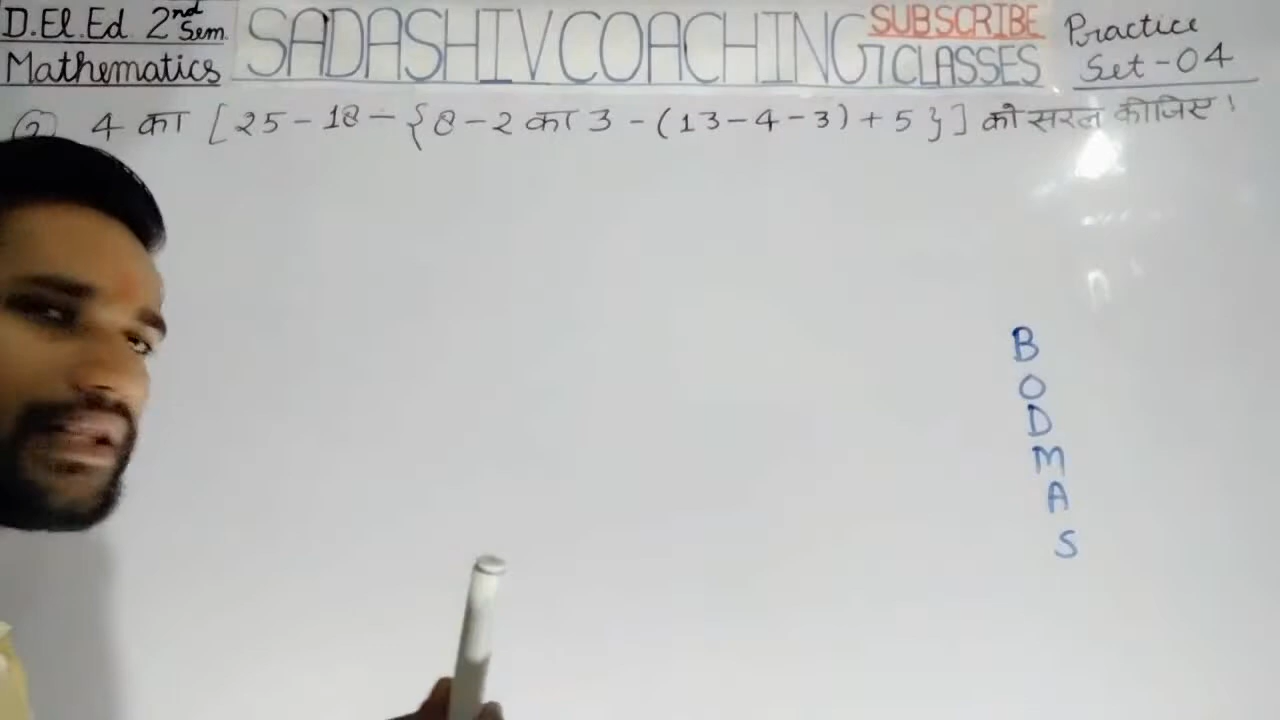 D.El.Ed. 2nd Sem.
Mathematics
SADASHIV COACHING CLASSES
SUBSCRIBE
Practice
Set-04
② 4 का [25-18-{8-2 का 3-(13-4-3)+5}] को सरल कीजिए।
B
O
D
M
A
S